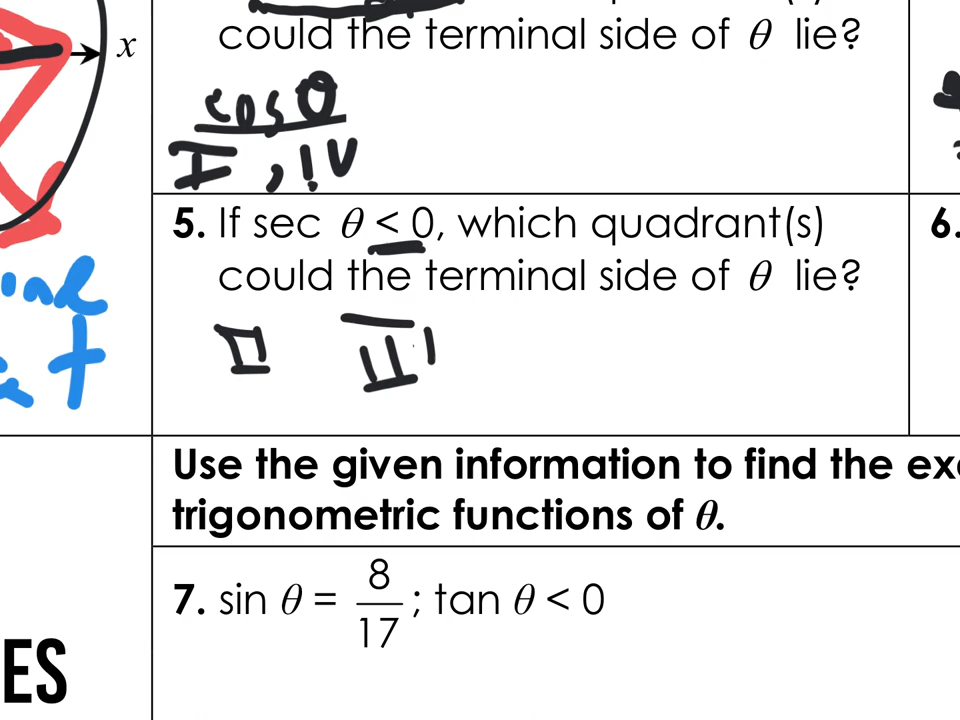 x
could the terminal side of θ lie?
cos θ
I, IV
5. If sec θ < 0, which quadrant(s)
could the terminal side of θ lie?
II III
6.
Use the given information to find the
trigonometric functions of θ.
7. sin θ = 8/17; tan θ < 0
ES